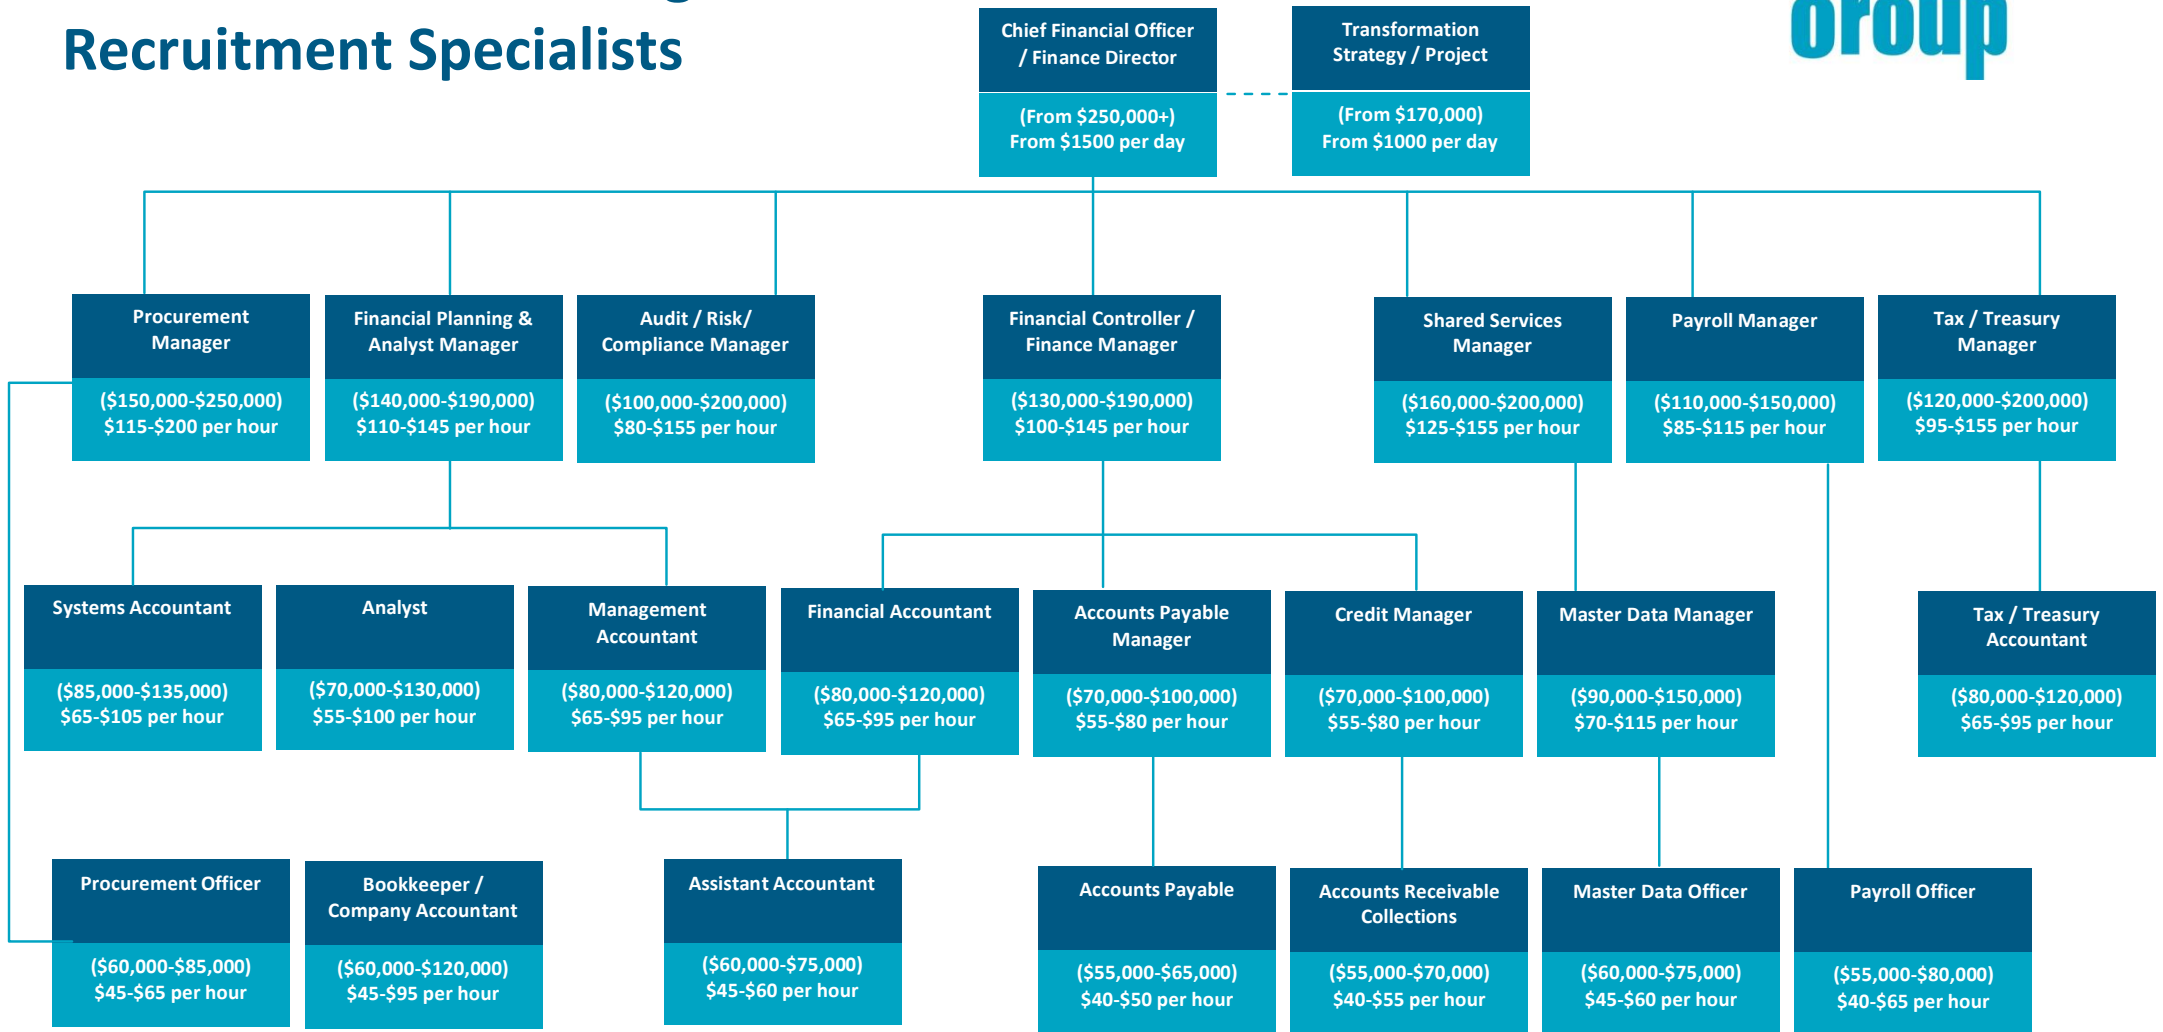 Recruitment Specialists
Chief Financial Officer
/ Finance Director
(From $250,000+)
From $1500 per day
Transformation
Strategy / Project
(From $170,000)
From $1000 per day
Procurement
Manager
($150,000-$250,000)
$115-$200 per hour
Financial Planning &
Analyst Manager
($140,000-$190,000)
$110-$145 per hour
Audit / Risk/
Compliance Manager
($100,000-$200,000)
$80-$155 per hour
Financial Controller /
Finance Manager
($130,000-$190,000)
$100-$145 per hour
Shared Services
Manager
($160,000-$200,000)
$125-$155 per hour
Payroll Manager
($110,000-$150,000)
$85-$115 per hour
Tax / Treasury
Manager
($120,000-$200,000)
$95-$155 per hour
Systems Accountant
($85,000-$135,000)
$65-$105 per hour
Analyst
($70,000-$130,000)
$55-$100 per hour
Management
Accountant
($80,000-$120,000)
$65-$95 per hour
Financial Accountant
($80,000-$120,000)
$65-$95 per hour
Accounts Payable
Manager
($70,000-$100,000)
$55-$80 per hour
Credit Manager
($70,000-$100,000)
$55-$80 per hour
Master Data Manager
($90,000-$150,000)
$70-$115 per hour
Tax / Treasury
Accountant
($80,000-$120,000)
$65-$95 per hour
Procurement Officer
($60,000-$85,000)
$45-$65 per hour
Bookkeeper /
Company Accountant
($60,000-$120,000)
$45-$95 per hour
Assistant Accountant
($60,000-$75,000)
$45-$60 per hour
Accounts Payable
($55,000-$65,000)
$40-$50 per hour
Accounts Receivable
Collections
($55,000-$70,000)
$40-$55 per hour
Master Data Officer
($60,000-$75,000)
$45-$60 per hour
Payroll Officer
($55,000-$80,000)
$40-$65 per hour